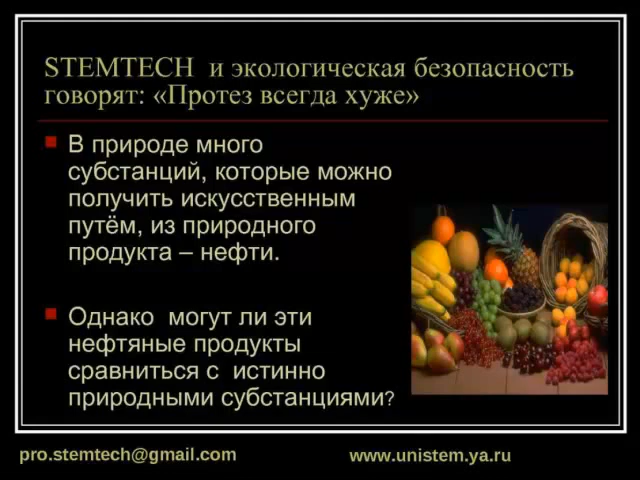 STEMTECH и экологическая безопасность
говорят: «Протез всегда хуже»
В природе много
субстанций, которые можно
получить искусственным
путём, из природного
продукта – нефти.
Однако могут ли эти
нефтяные продукты
сравниться с истинно
природными субстанциями?
pro.stemtech@gmail.com
www.unistem.ya.ru